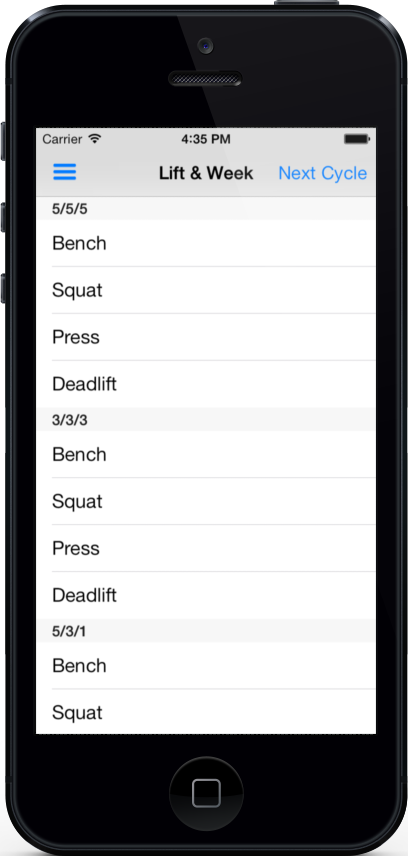 Carrier 4:35 PM
Lift & Week Next Cycle
5/5/5
Bench
Squat
Press
Deadlift
3/3/3
Bench
Squat
Press
Deadlift
5/3/1
Bench
Squat